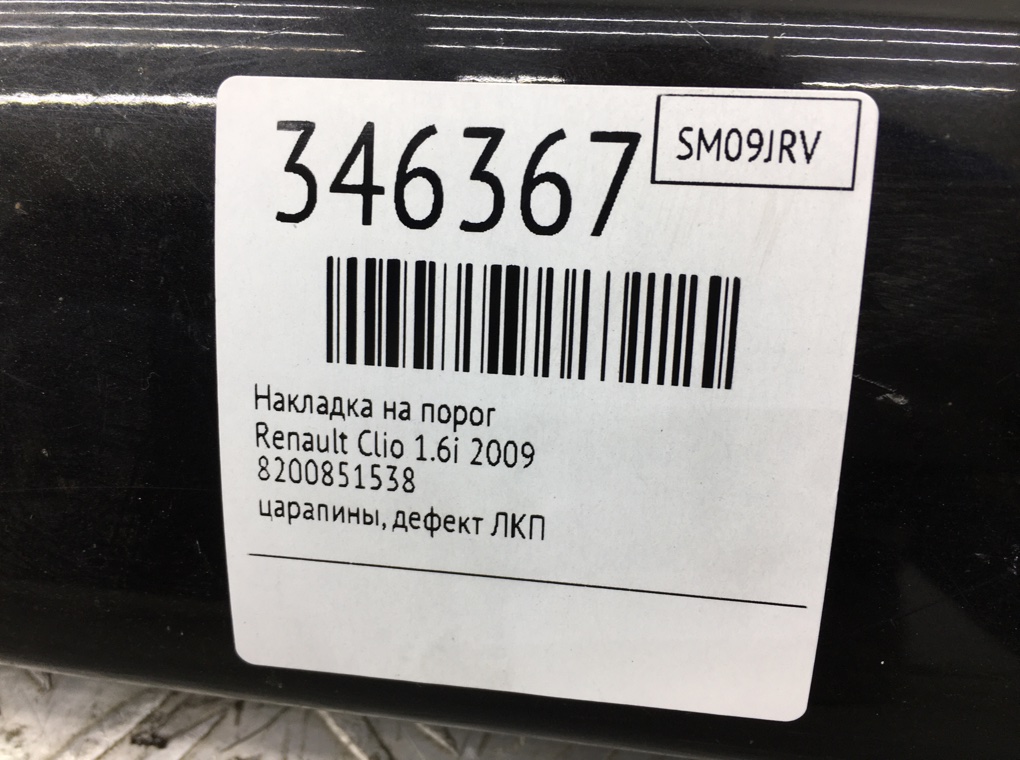 346367
SM09JRV
Накладка на порог
Renault Clio 1.6i 2009
8200851538
царапины, дефект ЛКП